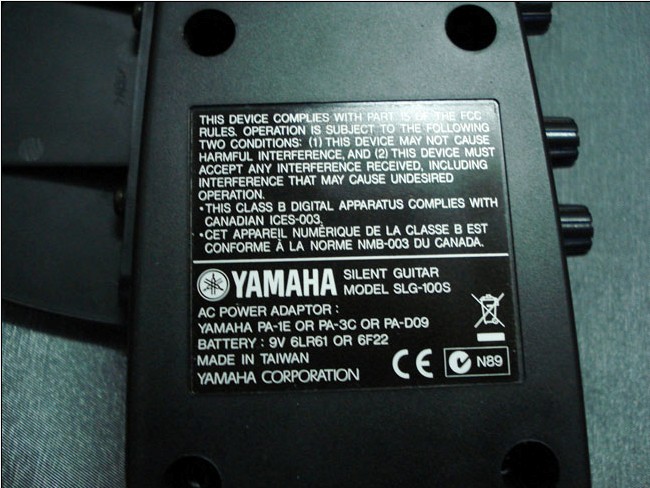 THIS DEVICE COMPLIES WITH PART 15 OF THE FCC
RULES. OPERATION IS SUBJECT TO THE FOLLOWING
TWO CONDITIONS: (1) THIS DEVICE MAY NOT CAUSE
HARMFUL INTERFERENCE, AND (2) THIS DEVICE MUST
ACCEPT ANY INTERFERENCE RECEIVED, INCLUDING
INTERFERENCE THAT MAY CAUSE UNDESIRED
OPERATION.
•THIS CLASS B DIGITAL APPARATUS COMPLIES WITH
CANADIAN ICES-003.
•CET APPAREIL NUMÉRIQUE DE LA CLASSE B EST
CONFORME À LA NORME NMB-003 DU CANADA.
YAMAHA SILENT GUITAR
MODEL SLG-100S
AC POWER ADAPTOR :
YAMAHA PA-1E OR PA-3C OR PA-D09
BATTERY : 9V 6LR61 OR 6F22
MADE IN TAIWAN
YAMAHA CORPORATION
CE N89